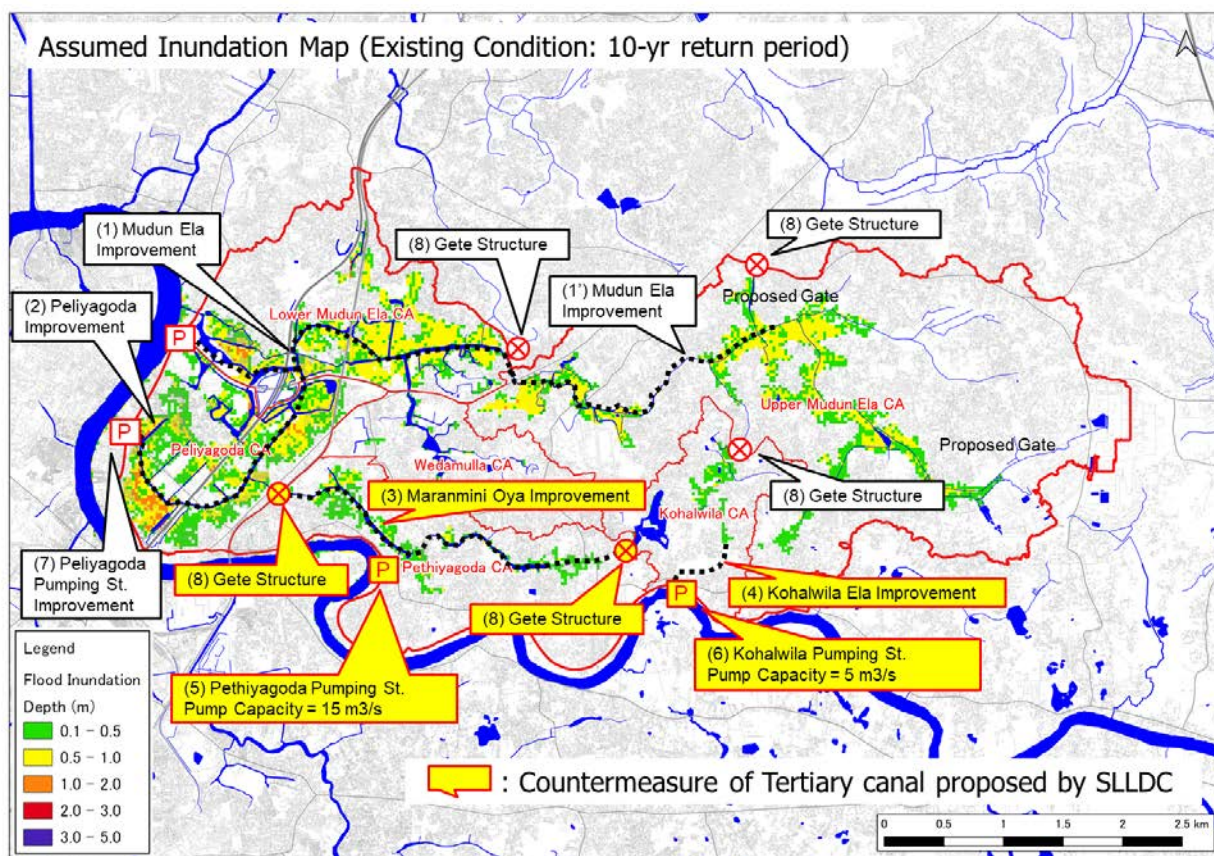 Assumed Inundation Map (Existing Condition: 10-yr return period)
(1) Mudun Ela
Improvement
(8) Gete Structure
(8) Gete Structure
(2) Peliyagoda
Improvement
Lower Mudun Ela CA
(1') Mudun Ela
Improvement
Proposed Gate
P
P
Upper Mudun Ela CA
Peliyagoda CA
Wedamulla CA
Proposed Gate
(3) Maranmini Oya Improvement
(8) Gete Structure
Kohalwila CA
(7) Peliyagoda
Pumping St.
Improvement
(8) Gete Structure
P
Pethiyagoda CA
(8) Gete Structure
P
(4) Kohalwila Ela Improvement
(5) Pethiyagoda Pumping St.
Pump Capacity = 15 m3/s
(6) Kohalwila Pumping St.
Pump Capacity = 5 m3/s
Legend
Flood Inundation
Depth (m)
0.1 - 0.5
0.5 - 1.0
1.0 - 2.0
2.0 - 3.0
3.0 - 5.0
: Countermeasure of Tertiary canal proposed by SLLDC
0 0.5 1 1.5 2 2.5 km